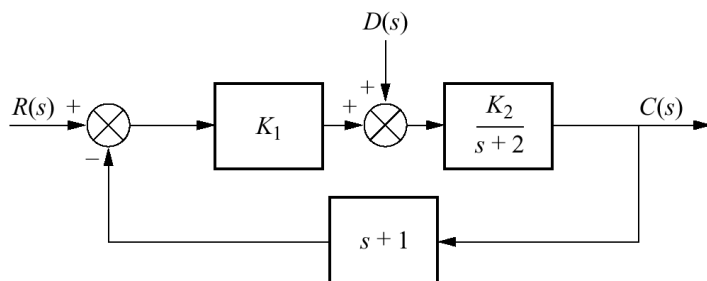 D(s)
R(s) + K₁ + + K₂ C(s)
− s + 2
s + 1